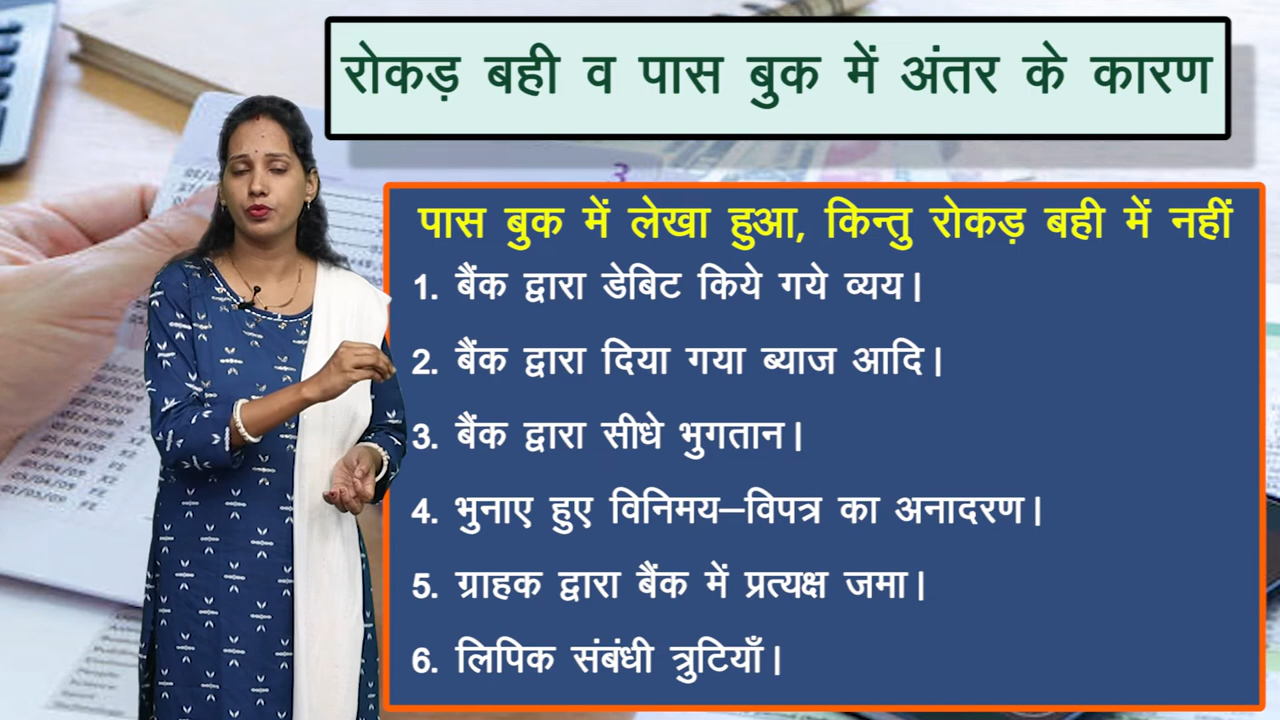 रोकड़ बही व पास बुक में अंतर के कारण
पास बुक में लेखा हुआ, किन्तु रोकड़ बही में नहीं
1. बैंक द्वारा डेबिट किये गये व्यय।
2. बैंक द्वारा दिया गया ब्याज आदि।
3. बैंक द्वारा सीधे भुगतान।
4. भुनाए हुए विनिमय–विपत्र का अनादरण।
5. ग्राहक द्वारा बैंक में प्रत्यक्ष जमा।
6. लिपिक संबंधी त्रुटियाँ।